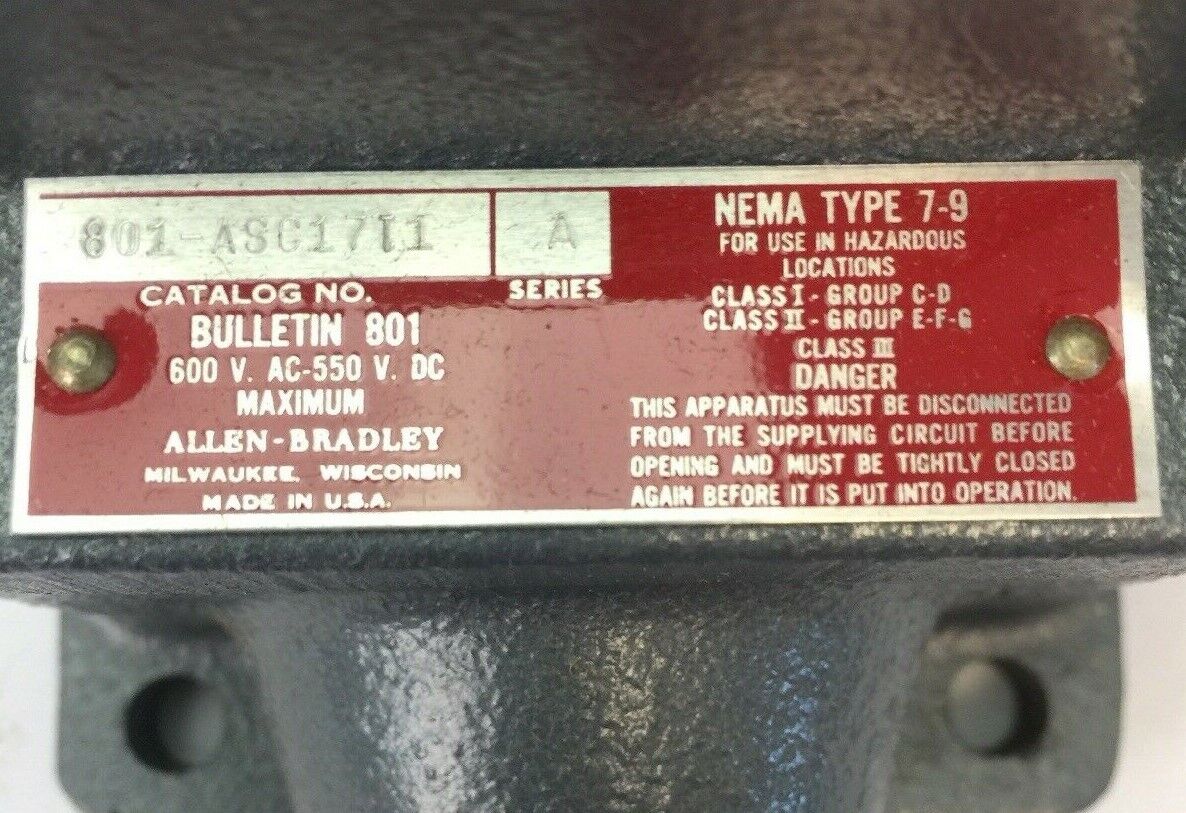 801-ASC1711 A
CATALOG NO. SERIES
BULLETIN 801
600 V. AC-550 V. DC
MAXIMUM
ALLEN-BRADLEY
MILWAUKEE, WISCONSIN
MADE IN U.S.A.
NEMA TYPE 7-9
FOR USE IN HAZARDOUS
LOCATIONS
CLASS I - GROUP C-D
CLASS II - GROUP E-F-G
CLASS III
DANGER
THIS APPARATUS MUST BE DISCONNECTED
FROM THE SUPPLYING CIRCUIT BEFORE
OPENING AND MUST BE TIGHTLY CLOSED
AGAIN BEFORE IT IS PUT INTO OPERATION.